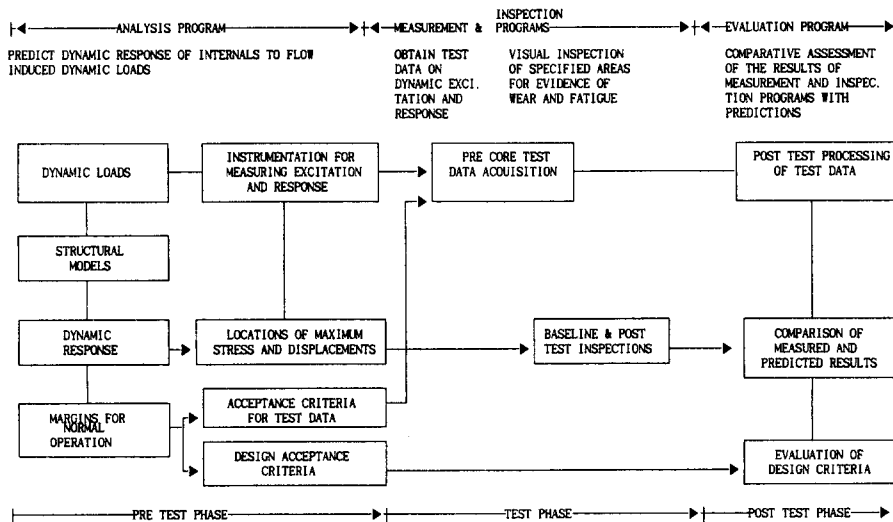 ANALYSIS PROGRAM
MEASUREMENT &
INSPECTION
PROGRAMS
EVALUATION PROGRAM
PREDICT DYNAMIC RESPONSE OF INTERNALS TO FLOW
INDUCED DYNAMIC LOADS
OBTAIN TEST
DATA ON
DYNAMIC EXCI.
TATION AND
RESPONSE
VISUAL INSPECTION
OF SPECIFIED AREAS
FOR EVIDENCE OF
WEAR AND FATIGUE
COMPARATIVE ASSESSMENT
OF THE RESULTS OF
MEASUREMENT AND INSPEC.
TION PROGRAMS WITH
PREDICTIONS
DYNAMIC LOADS
INSTRUMENTATION FOR
MEASURING EXCITATION
AND RESPONSE
PRE CORE TEST
DATA ACQUISITION
POST TEST PROCESSING
OF TEST DATA
STRUCTURAL
MODELS
DYNAMIC
RESPONSE
LOCATIONS OF MAXIMUM
STRESS AND DISPLACEMENTS
BASELINE & POST
TEST INSPECTIONS
COMPARISON OF
MEASURED AND
PREDICTED RESULTS
MARGINS FOR
NORMAL
OPERATION
ACCEPTANCE CRITERIA
FOR TEST DATA
DESIGN ACCEPTANCE
CRITERIA
EVALUATION OF
DESIGN CRITERIA
PRE TEST PHASE
TEST PHASE
POST TEST PHASE